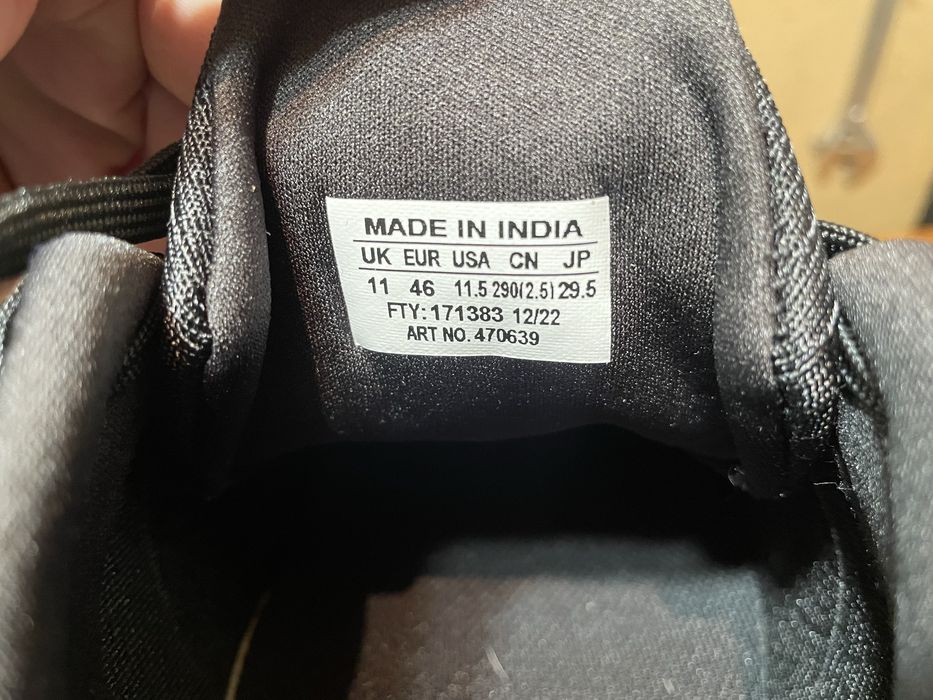 MADE IN INDIA
UK EUR USA CN JP
11 46 11.5 290(2.5) 29.5
FTY: 171383 12/22
ART NO. 470639